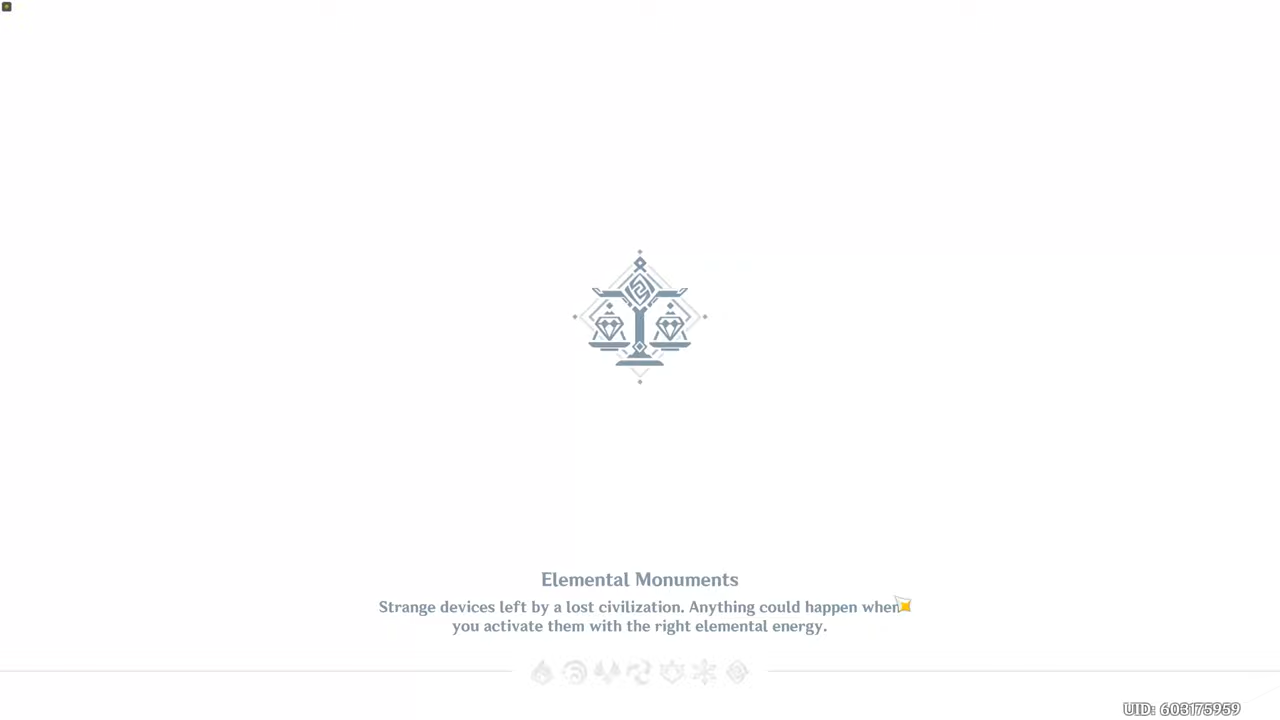 Elemental Monuments
Strange devices left by a lost civilization. Anything could happen when
you activate them with the right elemental energy.
UID: 603175959